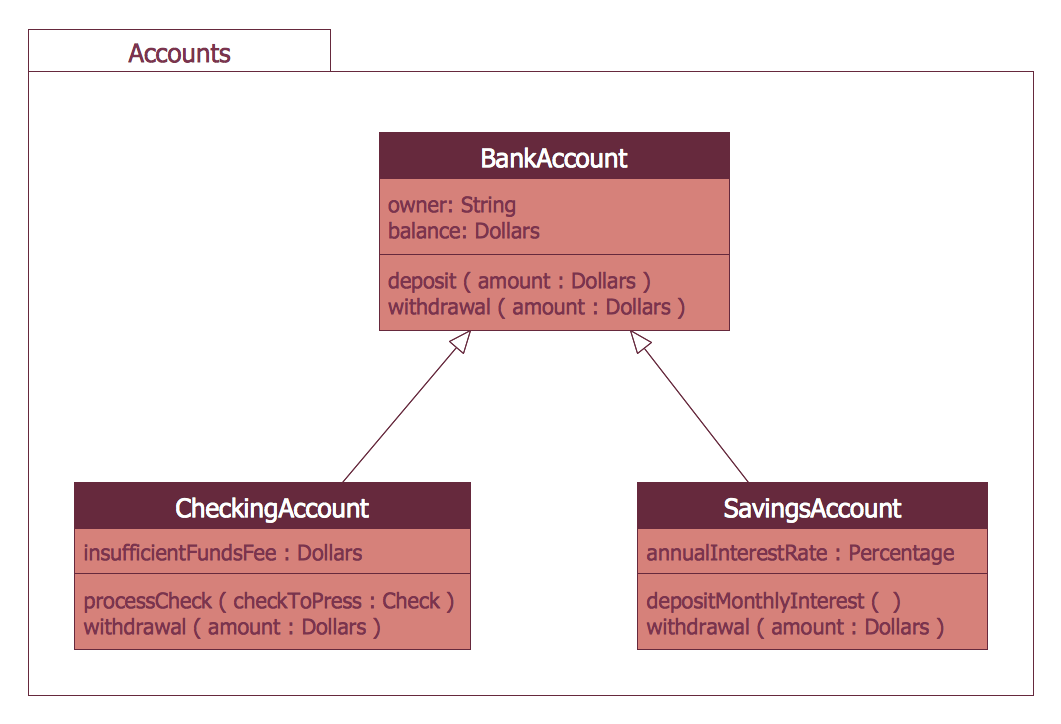 Accounts
BankAccount
owner: String
balance: Dollars
deposit ( amount : Dollars )
withdrawal ( amount : Dollars )
CheckingAccount
insufficientFundsFee : Dollars
processCheck ( checkToPress : Check )
withdrawal ( amount : Dollars )
SavingsAccount
annualInterestRate : Percentage
depositMonthlyInterest (  )
withdrawal ( amount : Dollars )